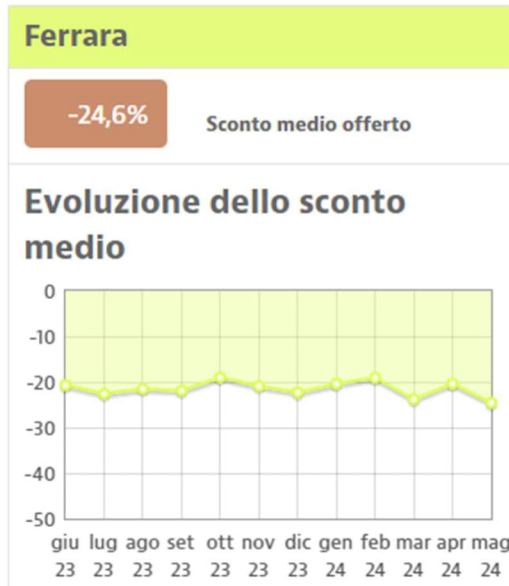 Ferrara
-24,6%
Sconto medio offerto
Evoluzione dello sconto
medio
0
-10
-20
-30
-40
-50
giu lug ago set ott nov dic gen feb mar apr mag
23 23 23 23 23 23 23 24 24 24 24 24